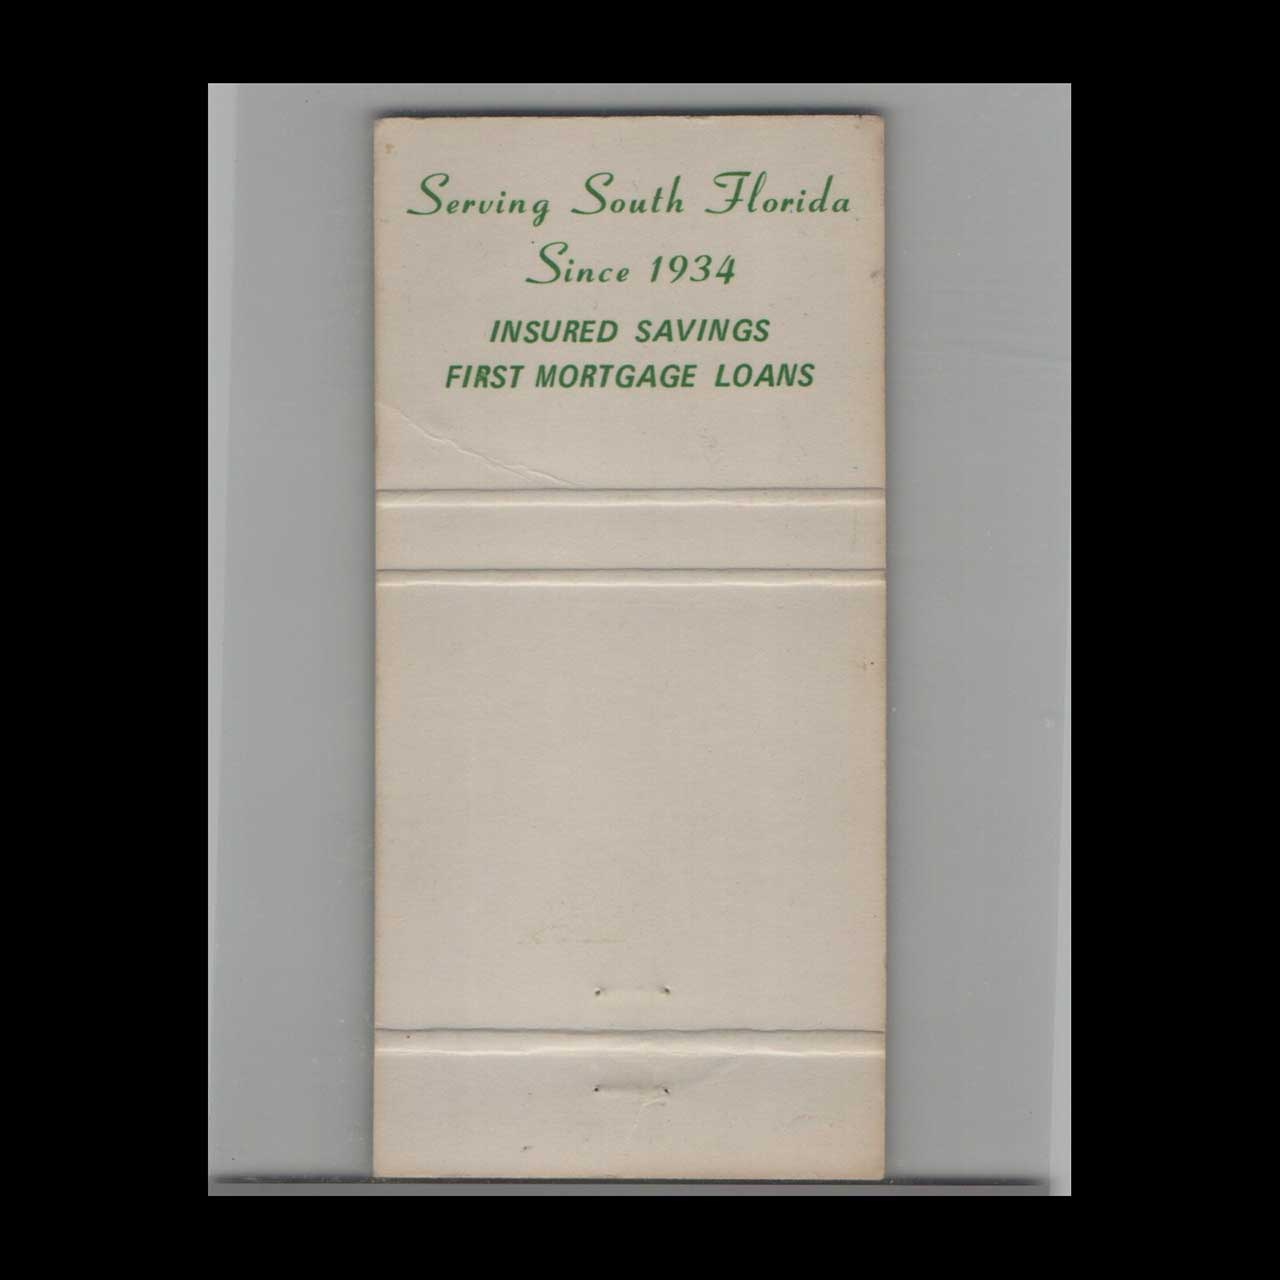 Serving South Florida
Since 1934
INSURED SAVINGS
FIRST MORTGAGE LOANS